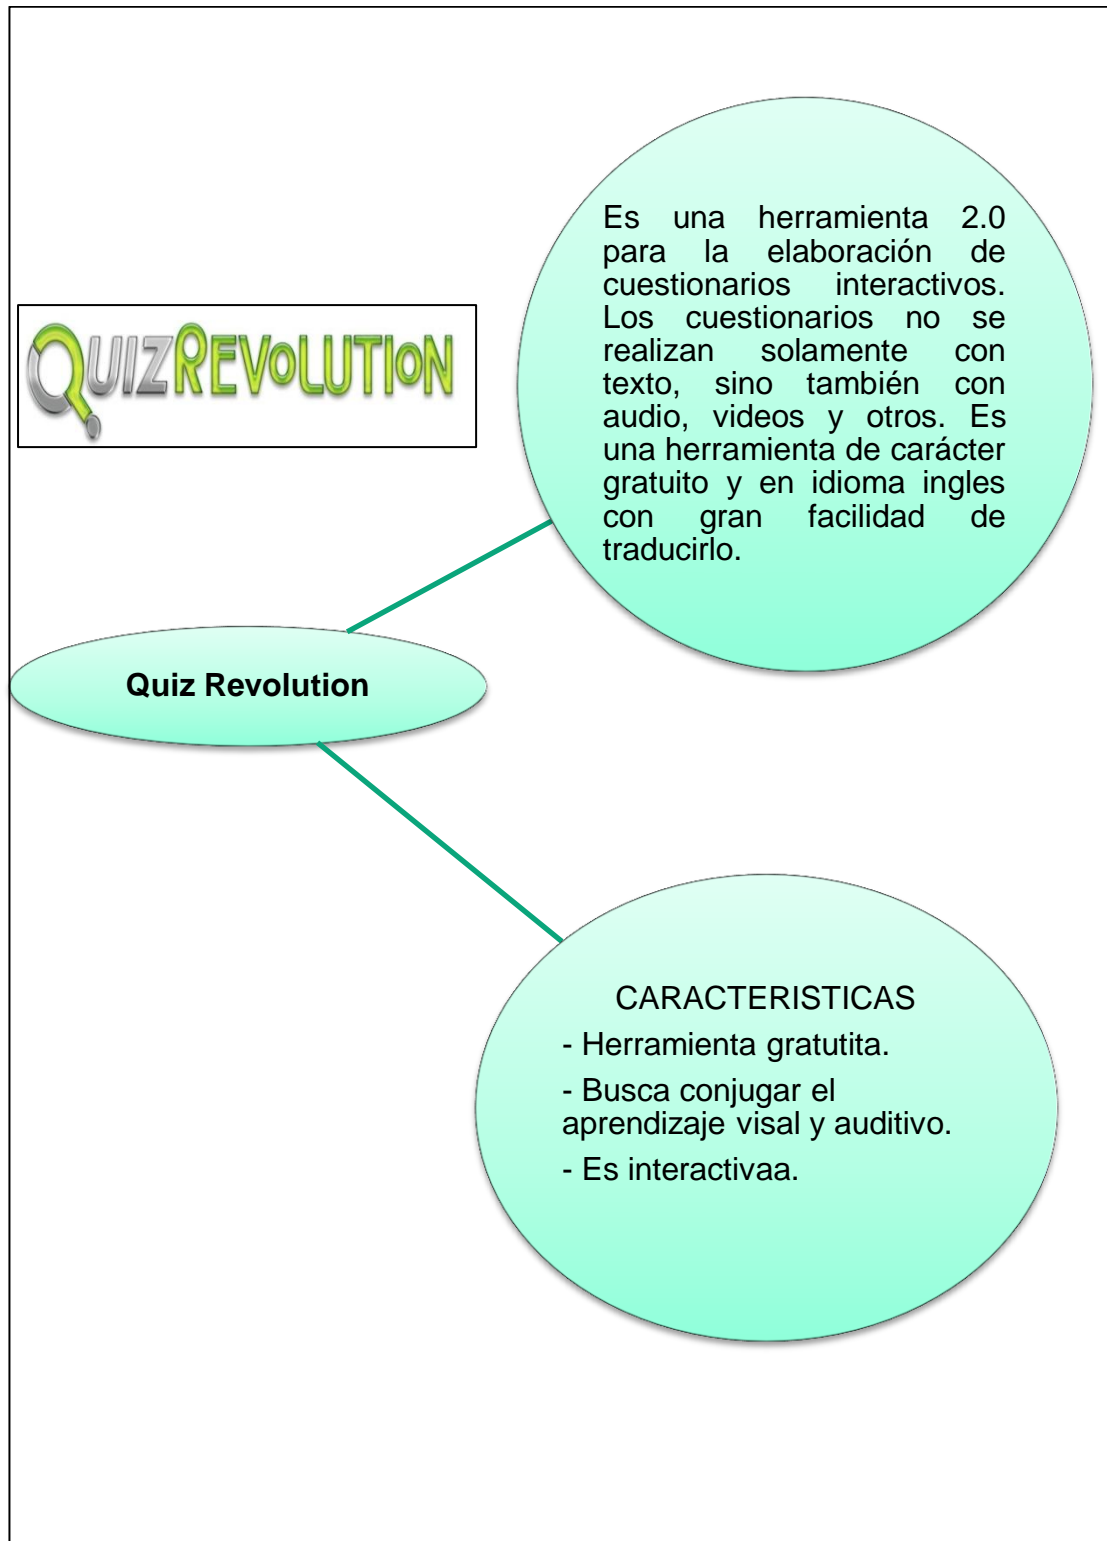 QUIZREVOLUTION
Es una herramienta 2.0
para la elaboración de
cuestionarios interactivos.
Los cuestionarios no se
realizan solamente con
texto, sino también con
audio, videos y otros. Es
una herramienta de carácter
gratuito y en idioma ingles
con gran facilidad de
traducirlo.
Quiz Revolution
CARACTERISTICAS
- Herramienta gratutita.
- Busca conjugar el
aprendizaje visal y auditivo.
- Es interactivaa.